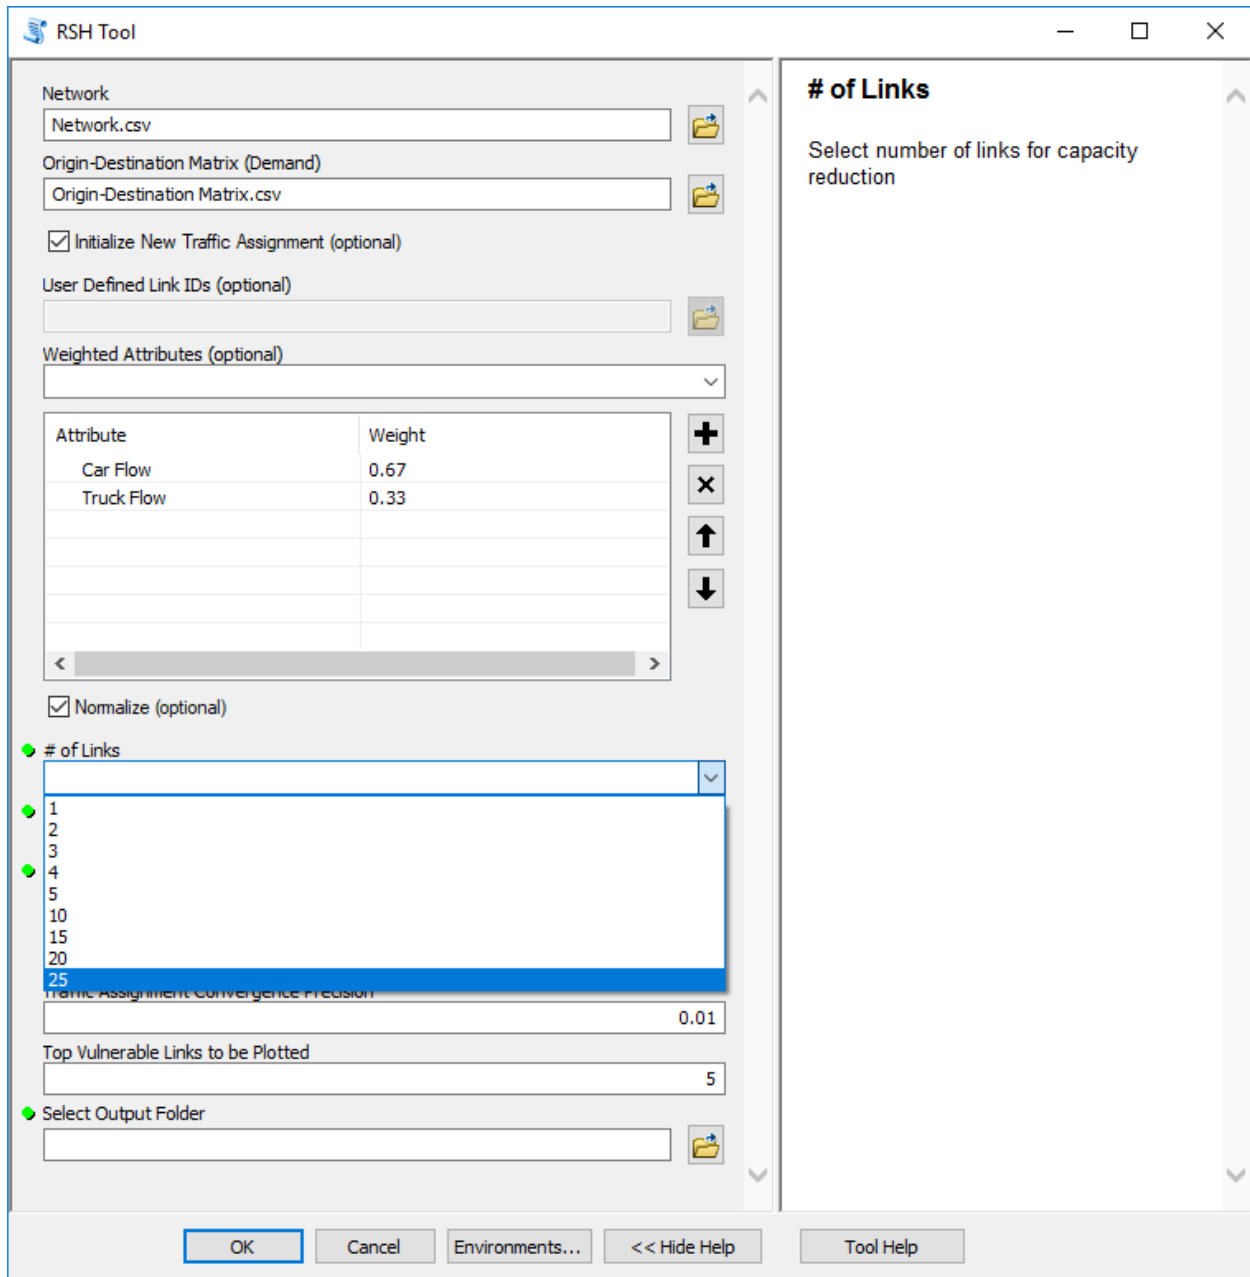 RSH Tool
Network
Network.csv
Origin-Destination Matrix (Demand)
Origin-Destination Matrix.csv
Initialize New Traffic Assignment (optional)
User Defined Link IDs (optional)
Weighted Attributes (optional)
Attribute Weight
Car Flow 0.67
Truck Flow 0.33
Normalize (optional)
# of Links
1
2
3
4
5
10
15
20
25
Traffic Assignment Convergence Precision
0.01
Top Vulnerable Links to be Plotted
5
Select Output Folder
# of Links
Select number of links for capacity
reduction
OK Cancel Environments... << Hide Help Tool Help